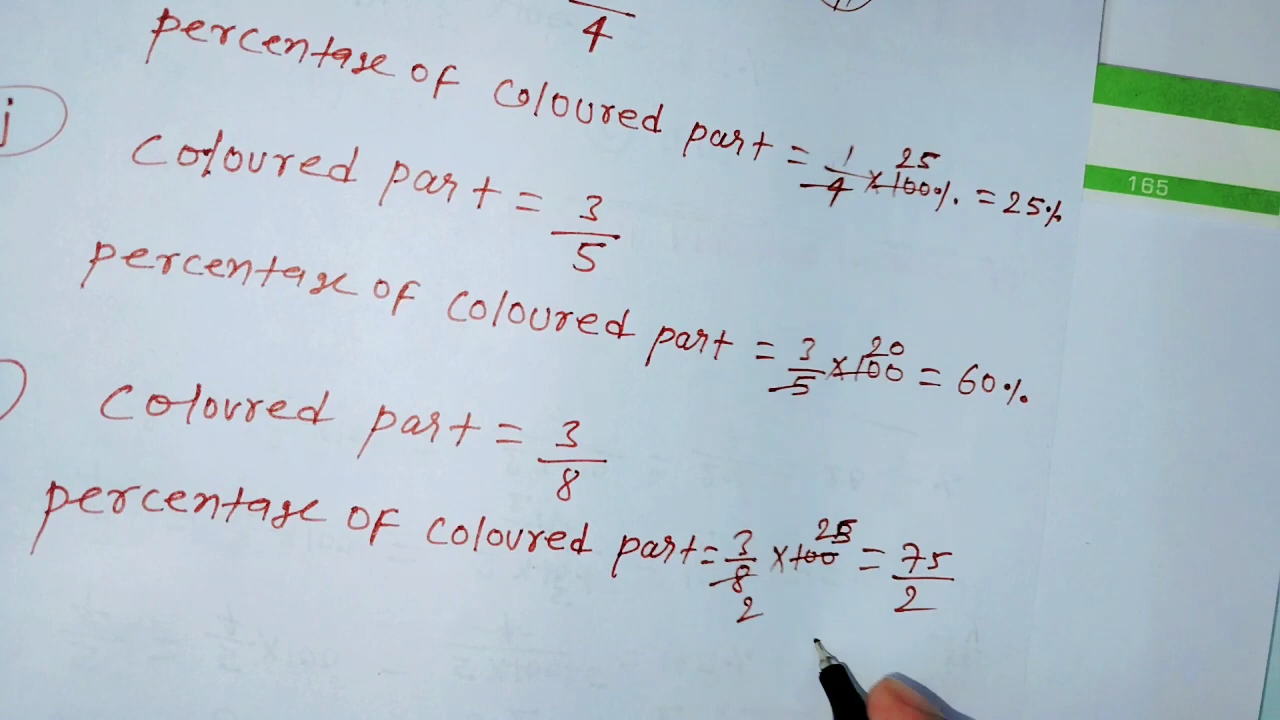 4
percentage of coloured part = 1/4 × 100% = 25%
25
165
j
coloured part = 3/5
percentage of coloured part = 3/5 × 100 = 60%
20
coloured part = 3/8
percentage of coloured part = 3/8 × 100 = 75/2
25
2